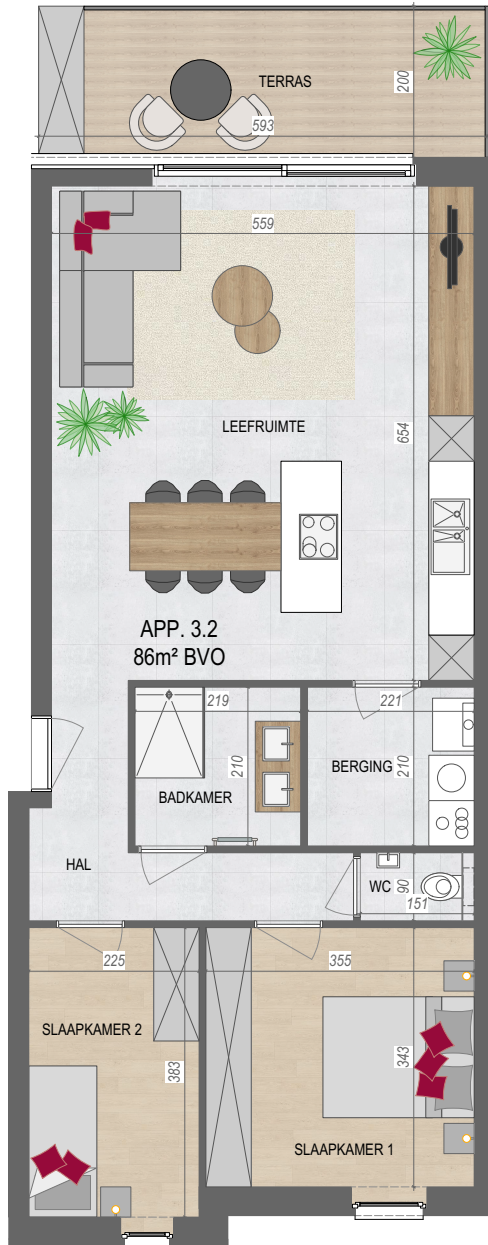 TERRAS
200
593
559
LEEFRUIMTE
654
APP. 3.2
86m² BVO
219
221
210
BERGING
210
BADKAMER
HAL
WC
90
151
225
355
SLAAPKAMER 2
383
343
SLAAPKAMER 1